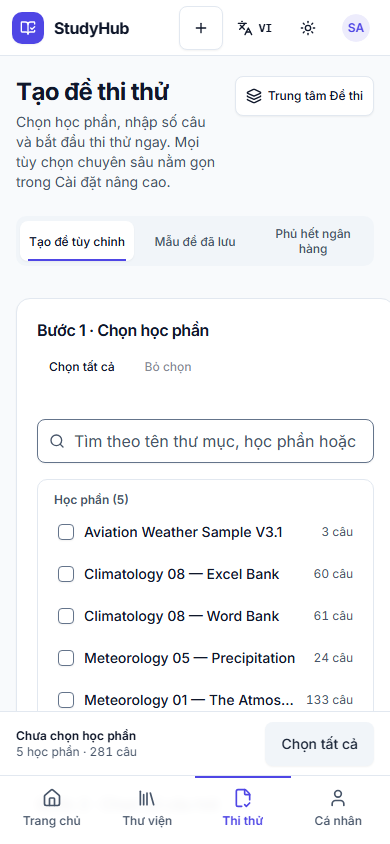 StudyHub
VI
SA
Tạo đề thi thử
Chọn học phần, nhập số câu
và bắt đầu thi thử ngay. Mọi
tùy chọn chuyên sâu nằm gọn
trong Cài đặt nâng cao.
Trung tâm Đề thi
Tạo đề tùy chỉnh
Mẫu đề đã lưu
Phủ hết ngân
hàng
Bước 1 · Chọn học phần
Chọn tất cả
Bỏ chọn
Tìm theo tên thư mục, học phần hoặc
Học phần (5)
Aviation Weather Sample V3.1 3 câu
Climatology 08 — Excel Bank 60 câu
Climatology 08 — Word Bank 61 câu
Meteorology 05 — Precipitation 24 câu
Meteorology 01 — The Atmos... 133 câu
Chưa chọn học phần
5 học phần · 281 câu
Chọn tất cả
Trang chủ
Thư viện
Thi thử
Cá nhân